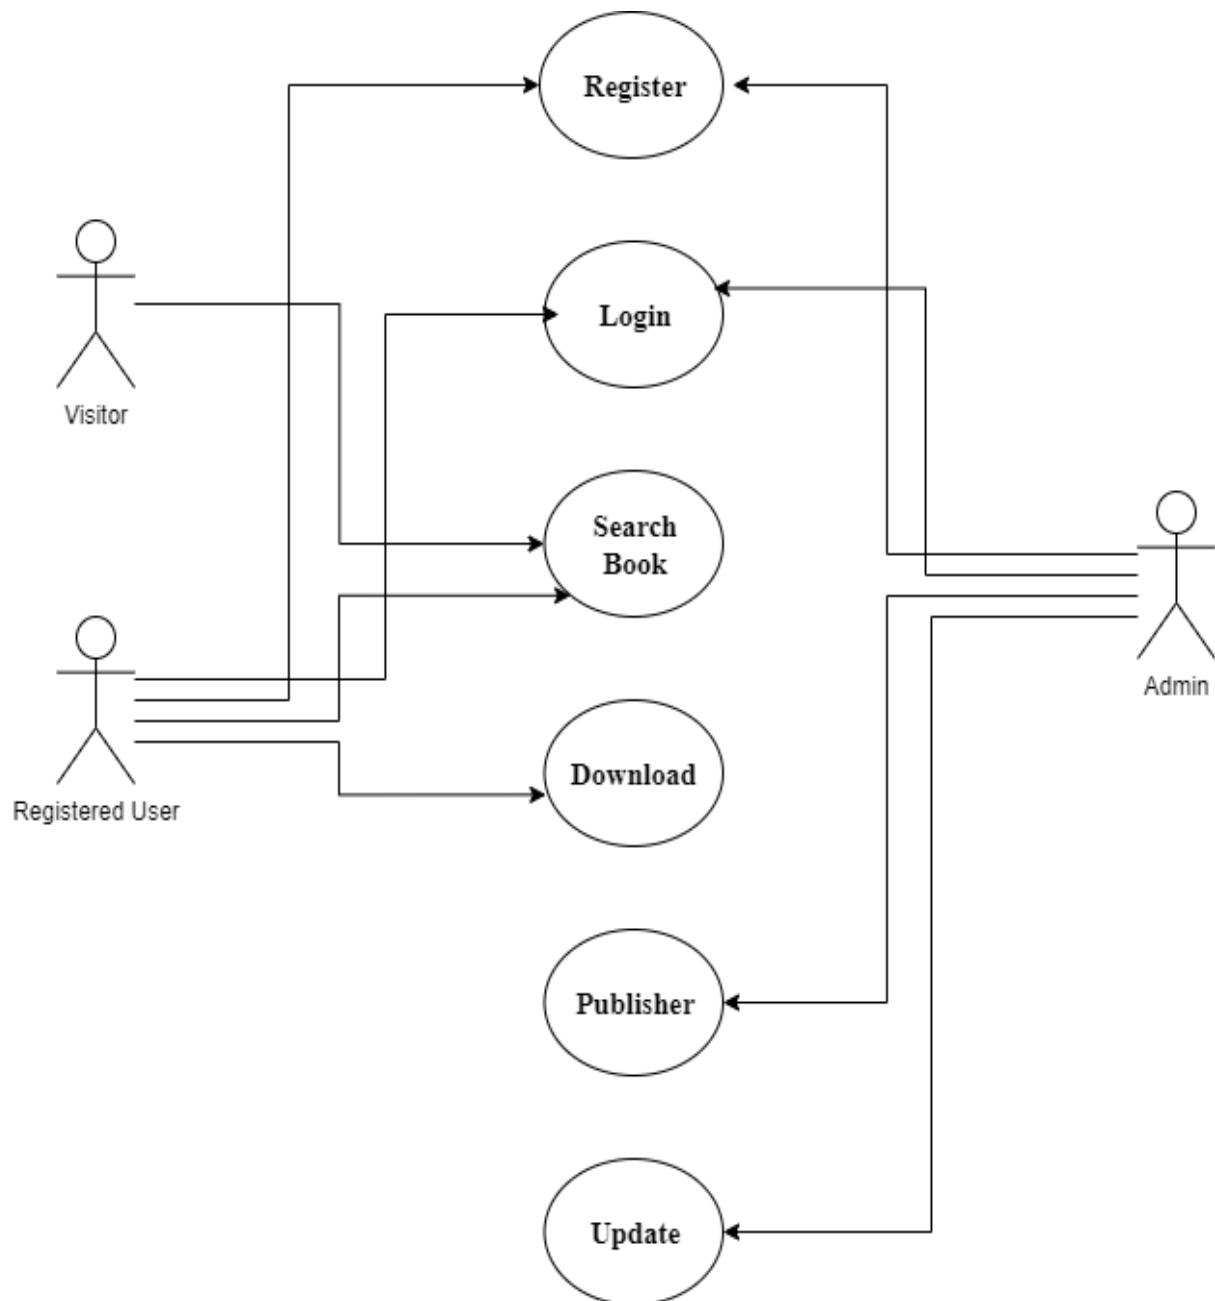 Register
Login
Visitor
Search
Book
Admin
Registered User
Download
Publisher
Update